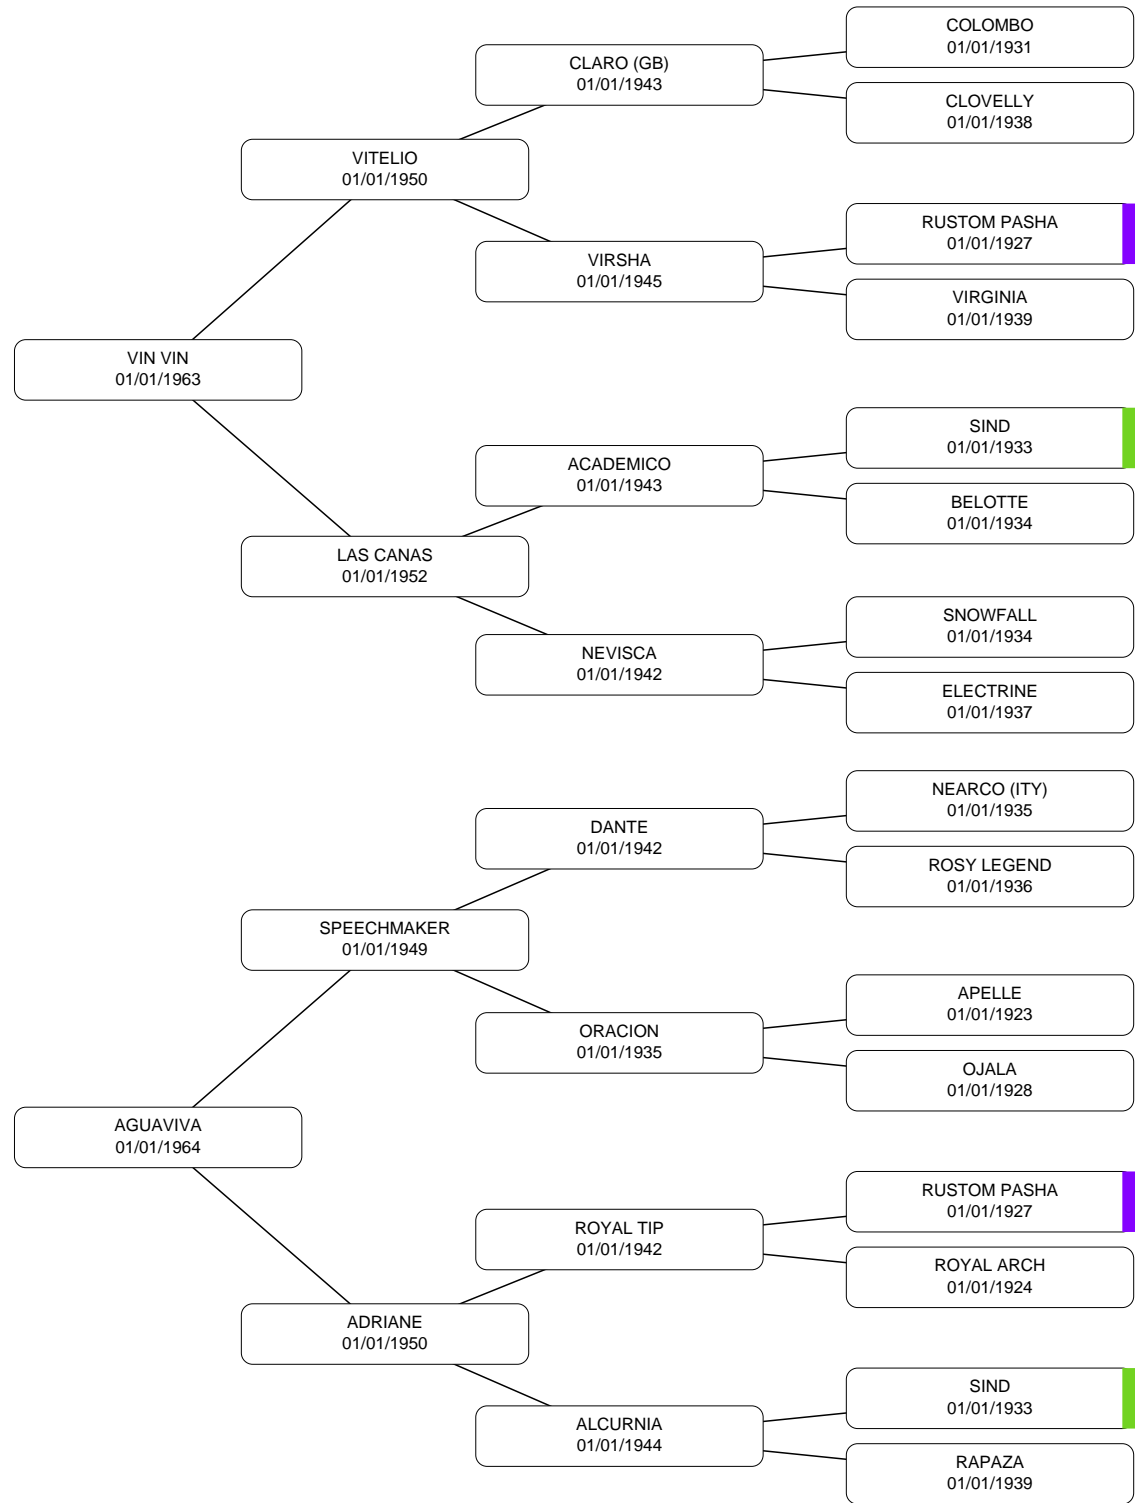 COLOMBO
01/01/1931
CLARO (GB)
01/01/1943
CLOVELLY
01/01/1938
VITELIO
01/01/1950
RUSTOM PASHA
01/01/1927
VIRSHA
01/01/1945
VIRGINIA
01/01/1939
VIN VIN
01/01/1963
SIND
01/01/1933
ACADEMICO
01/01/1943
BELOTTE
01/01/1934
LAS CANAS
01/01/1952
SNOWFALL
01/01/1934
NEVISCA
01/01/1942
ELECTRINE
01/01/1937
NEARCO (ITY)
01/01/1935
DANTE
01/01/1942
ROSY LEGEND
01/01/1936
SPEECHMAKER
01/01/1949
APELLE
01/01/1923
ORACION
01/01/1935
OJALA
01/01/1928
AGUAVIVA
01/01/1964
RUSTOM PASHA
01/01/1927
ROYAL TIP
01/01/1942
ROYAL ARCH
01/01/1924
ADRIANE
01/01/1950
SIND
01/01/1933
ALCURNIA
01/01/1944
RAPAZA
01/01/1939